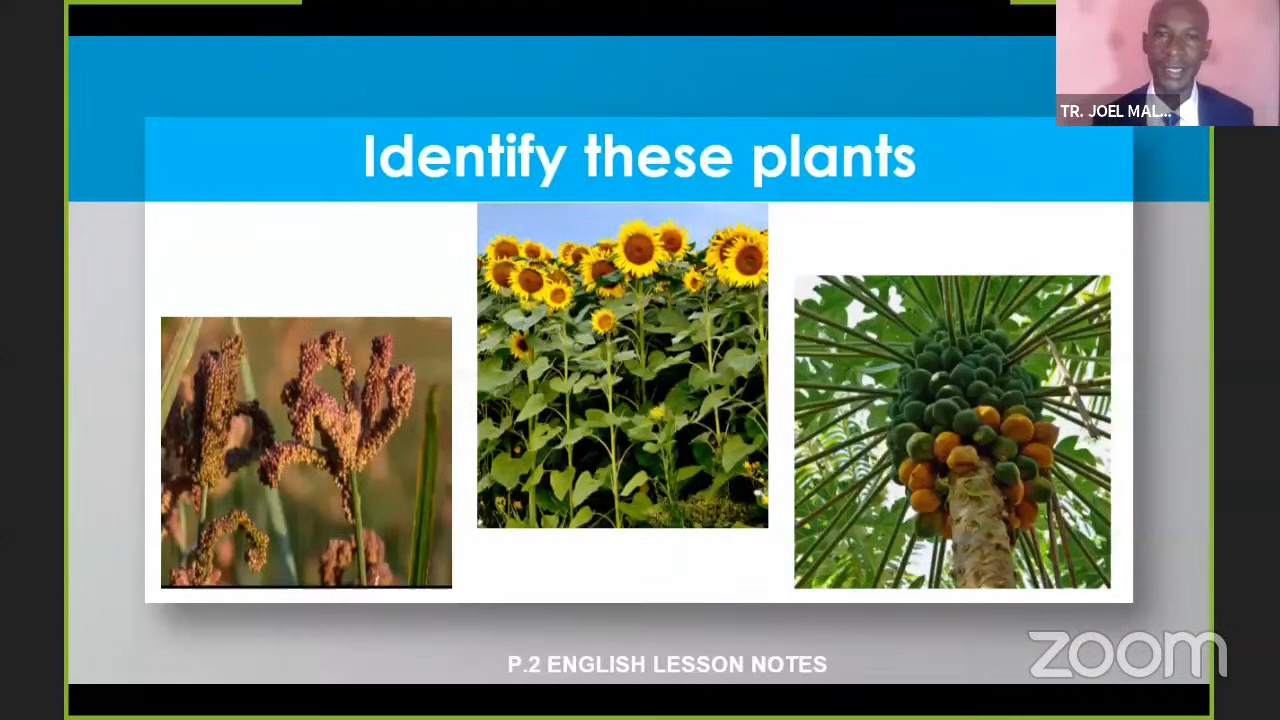 TR. JOEL MAL...
Identify these plants
P.2 ENGLISH LESSON NOTES
zoom